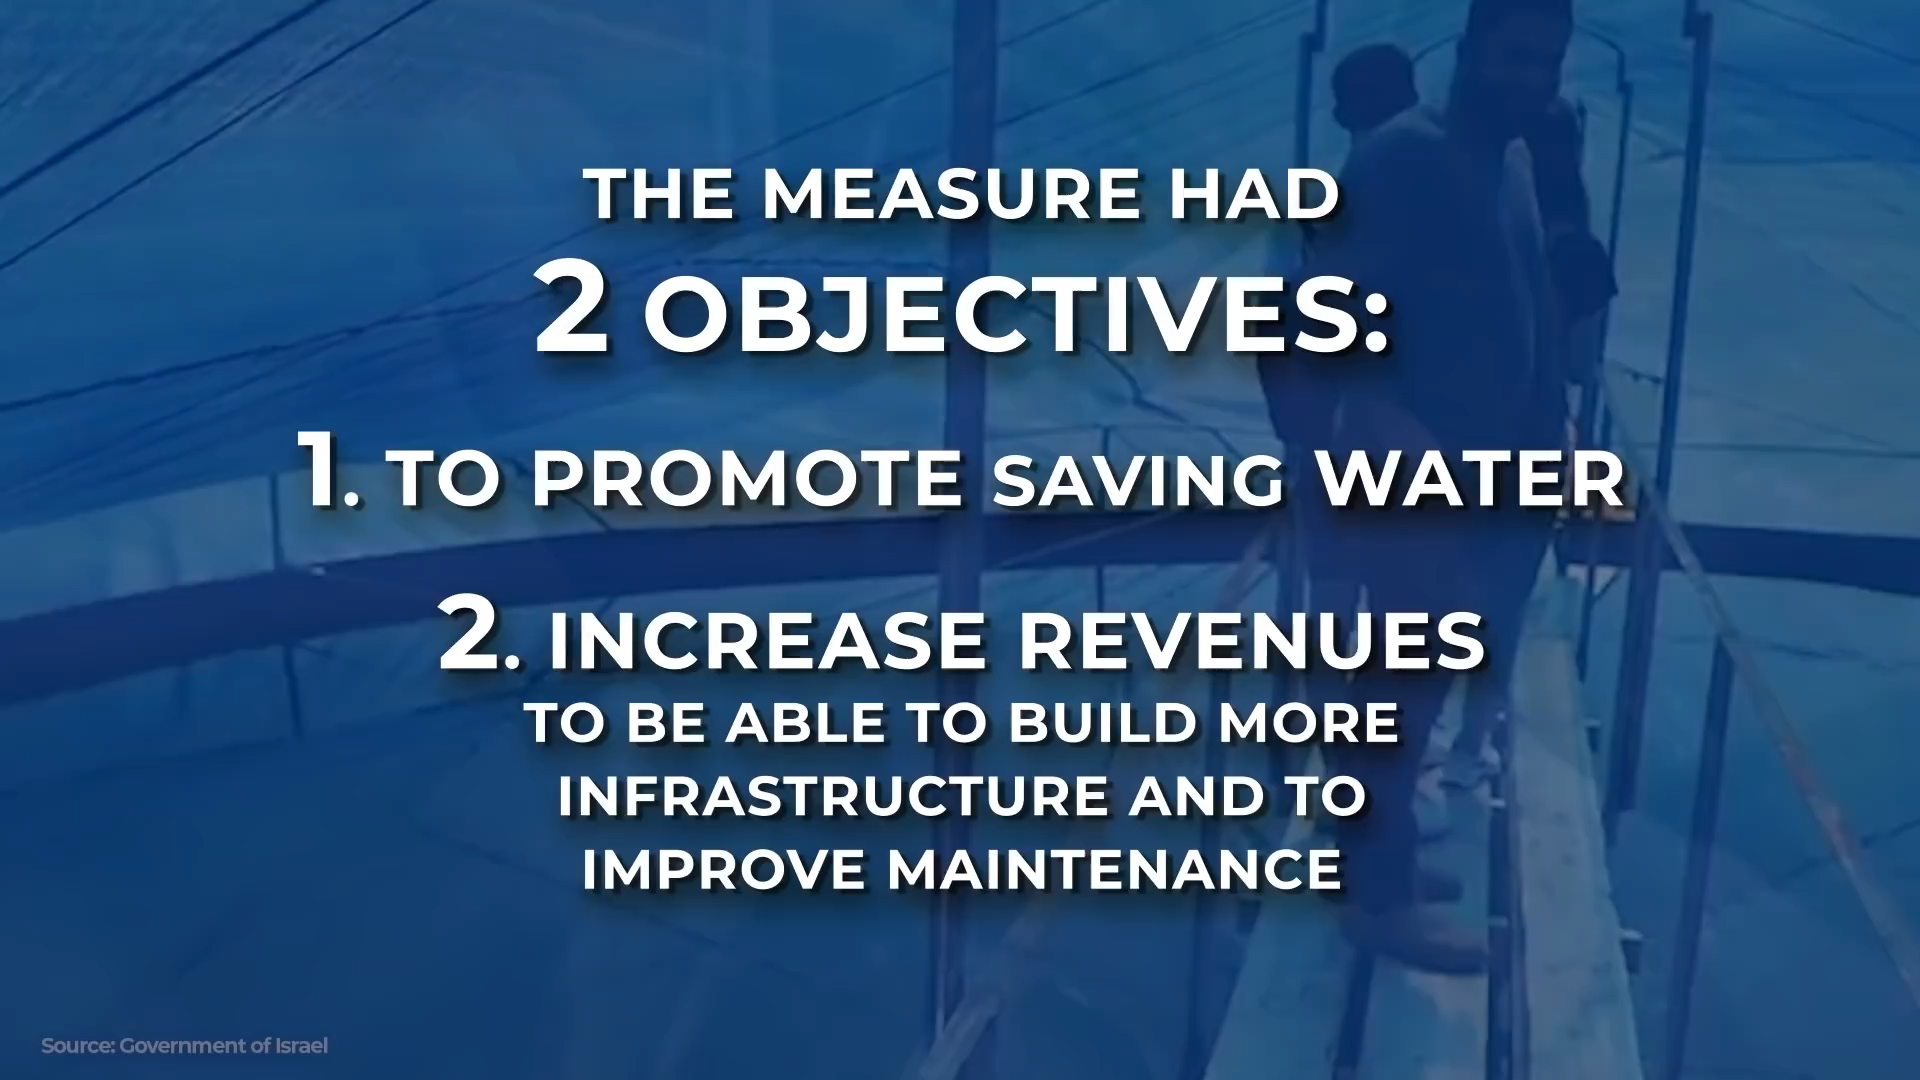 THE MEASURE HAD
2 OBJECTIVES:
1. TO PROMOTE SAVING WATER
2. INCREASE REVENUES
TO BE ABLE TO BUILD MORE
INFRASTRUCTURE AND TO
IMPROVE MAINTENANCE
Source: Government of Israel